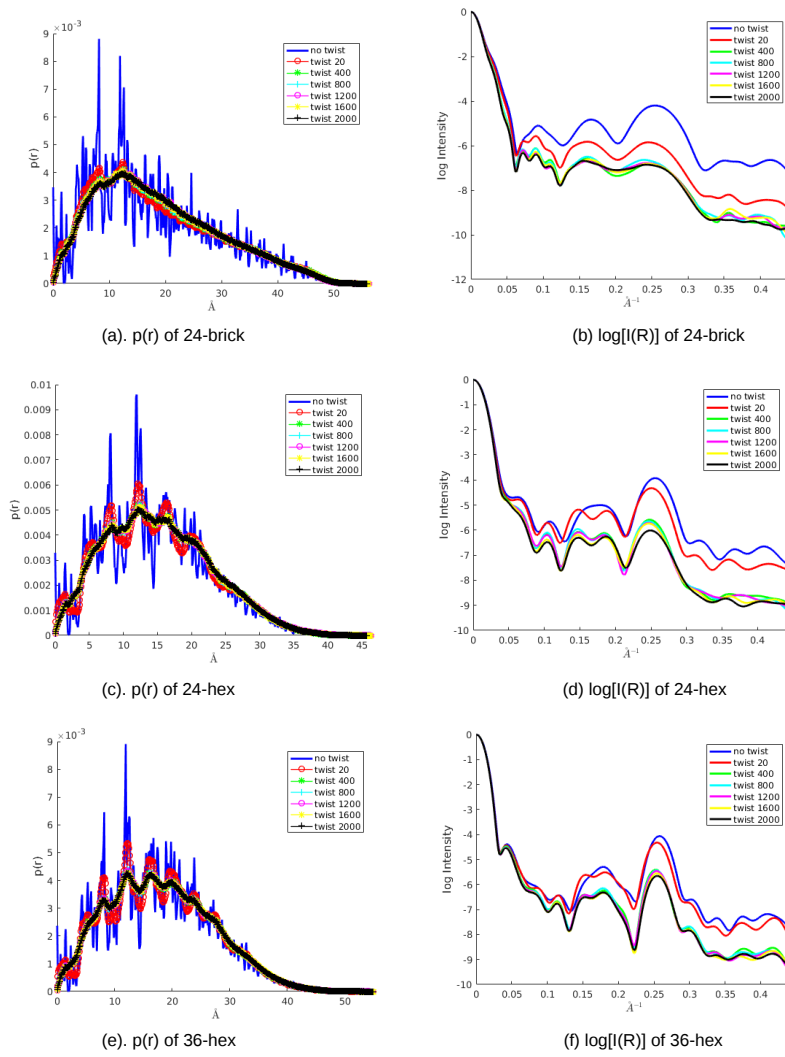 ×10⁻³
9
8
7
6
5
4
3
2
1
0
p(r)
0 10 20 30 40 50
Å
no twist
twist 20
twist 400
twist 800
twist 1200
twist 1600
twist 2000
(a). p(r) of 24-brick
0
-2
-4
-6
-8
-10
-12
log Intensity
0 0.05 0.1 0.15 0.2 0.25 0.3 0.35 0.4
Å⁻¹
no twist
twist 20
twist 400
twist 800
twist 1200
twist 1600
twist 2000
(b) log[I(R)] of 24-brick
0.01
0.009
0.008
0.007
0.006
0.005
0.004
0.003
0.002
0.001
0
p(r)
0 5 10 15 20 25 30 35 40 45
Å
no twist
twist 20
twist 400
twist 800
twist 1200
twist 1600
twist 2000
(c). p(r) of 24-hex
0
-1
-2
-3
-4
-5
-6
-7
-8
-9
-10
log Intensity
0 0.05 0.1 0.15 0.2 0.25 0.3 0.35 0.4
Å⁻¹
no twist
twist 20
twist 400
twist 800
twist 1200
twist 1600
twist 2000
(d) log[I(R)] of 24-hex
×10⁻³
9
8
7
6
5
4
3
2
1
0
p(r)
0 10 20 30 40 50
Å
no twist
twist 20
twist 400
twist 800
twist 1200
twist 1600
twist 2000
(e). p(r) of 36-hex
0
-1
-2
-3
-4
-5
-6
-7
-8
-9
-10
log Intensity
0 0.05 0.1 0.15 0.2 0.25 0.3 0.35 0.4
Å⁻¹
no twist
twist 20
twist 400
twist 800
twist 1200
twist 1600
twist 2000
(f) log[I(R)] of 36-hex